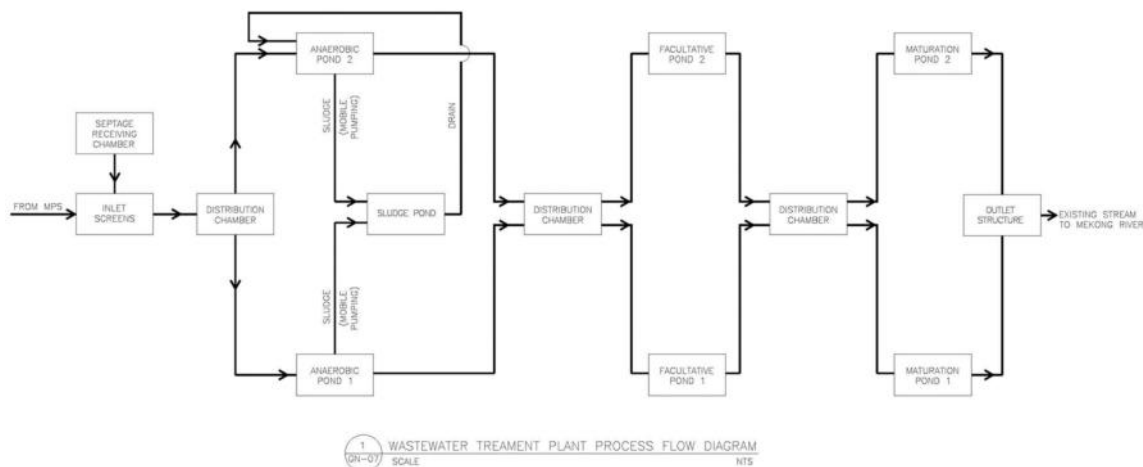 ANAEROBIC
POND 2
FACULTATIVE
POND 2
MATURATION
POND 2
SLUDGE
(MOBILE
PUMPING)
DRAIN
SEPTAGE
RECEIVING
CHAMBER
FROM MPS
INLET
SCREENS
DISTRIBUTION
CHAMBER
SLUDGE POND
DISTRIBUTION
CHAMBER
DISTRIBUTION
CHAMBER
OUTLET
STRUCTURE
EXISTING STREAM
TO MEKONG RIVER
SLUDGE
(MOBILE
PUMPING)
ANAEROBIC
POND 1
FACULTATIVE
POND 1
MATURATION
POND 1
1
GN-07
WASTEWATER TREAMENT PLANT PROCESS FLOW DIAGRAM
SCALE NTS